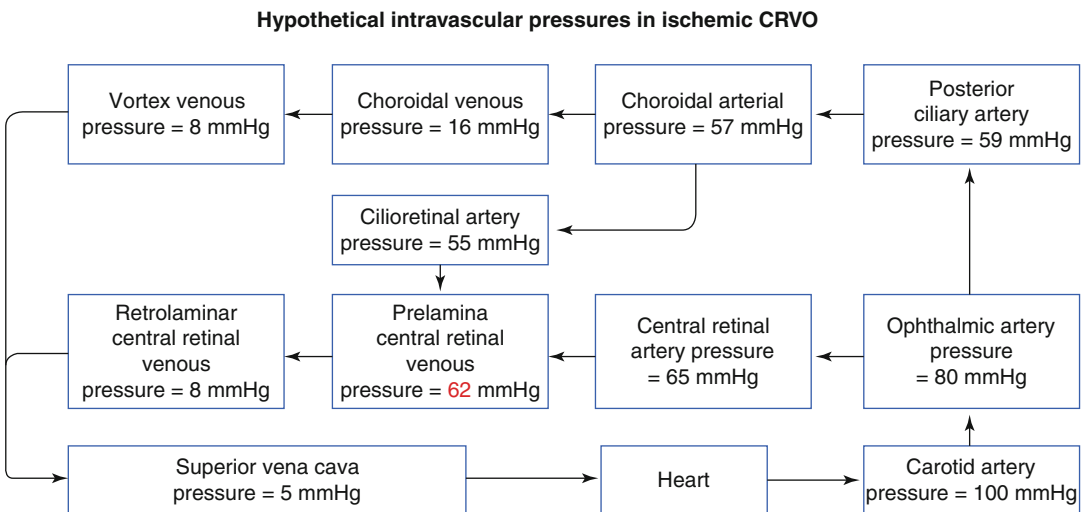 Hypothetical intravascular pressures in ischemic CRVO
Vortex venous
pressure = 8 mmHg
Choroidal venous
pressure = 16 mmHg
Choroidal arterial
pressure = 57 mmHg
Posterior
ciliary artery
pressure = 59 mmHg
Cilioretinal artery
pressure = 55 mmHg
Retrolaminar
central retinal
venous
pressure = 8 mmHg
Prelamina
central retinal
venous
pressure = 62 mmHg
Central retinal
artery pressure
= 65 mmHg
Ophthalmic artery
pressure
= 80 mmHg
Superior vena cava
pressure = 5 mmHg
Heart
Carotid artery
pressure = 100 mmHg